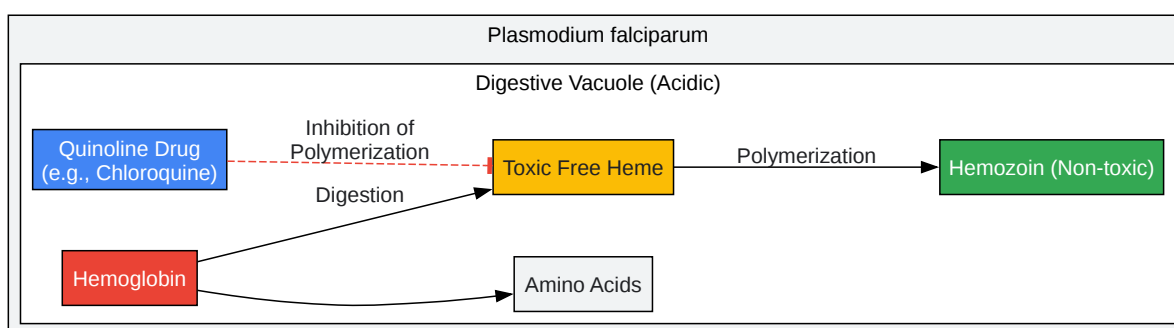 Plasmodium falciparum
Digestive Vacuole (Acidic)
Quinoline Drug
(e.g., Chloroquine)
Inhibition of
Polymerization
Toxic Free Heme
Polymerization
Hemozoin (Non-toxic)
Digestion
Hemoglobin
Amino Acids